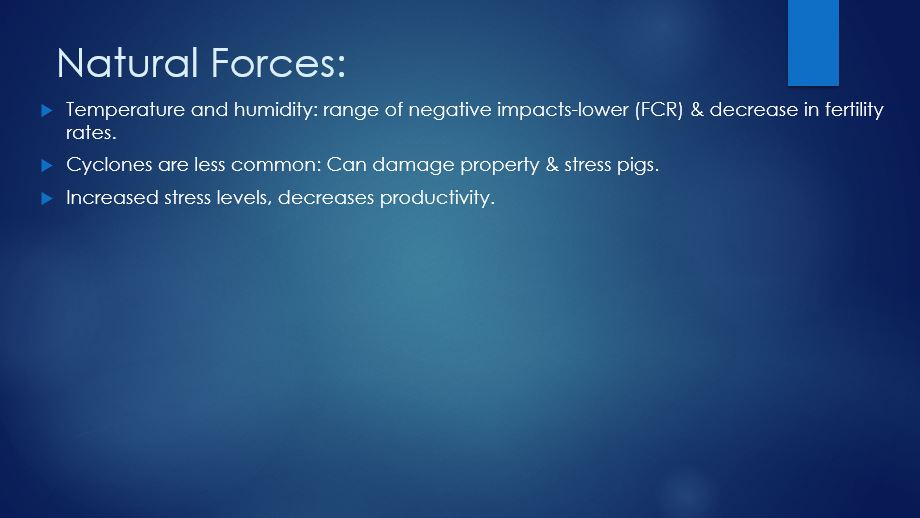 Natural Forces:
Temperature and humidity: range of negative impacts-lower (FCR) & decrease in fertility
rates.
Cyclones are less common: Can damage property & stress pigs.
Increased stress levels, decreases productivity.